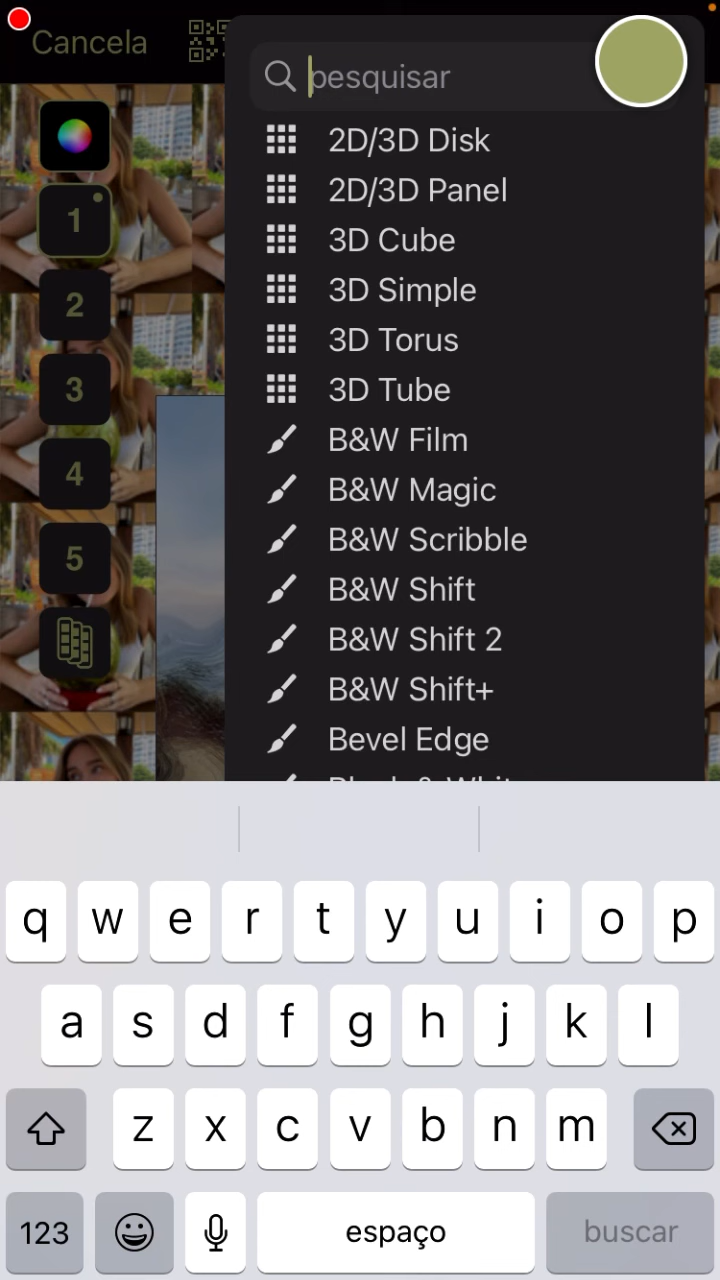 Cancela
pesquisar
2D/3D Disk
2D/3D Panel
1
3D Cube
3D Simple
2
3D Torus
3D Tube
3
B&W Film
B&W Magic
4
B&W Scribble
5
B&W Shift
B&W Shift 2
B&W Shift+
Bevel Edge
q w e r t y u i o p
a s d f g h j k l
z x c v b n m
123 espaço buscar